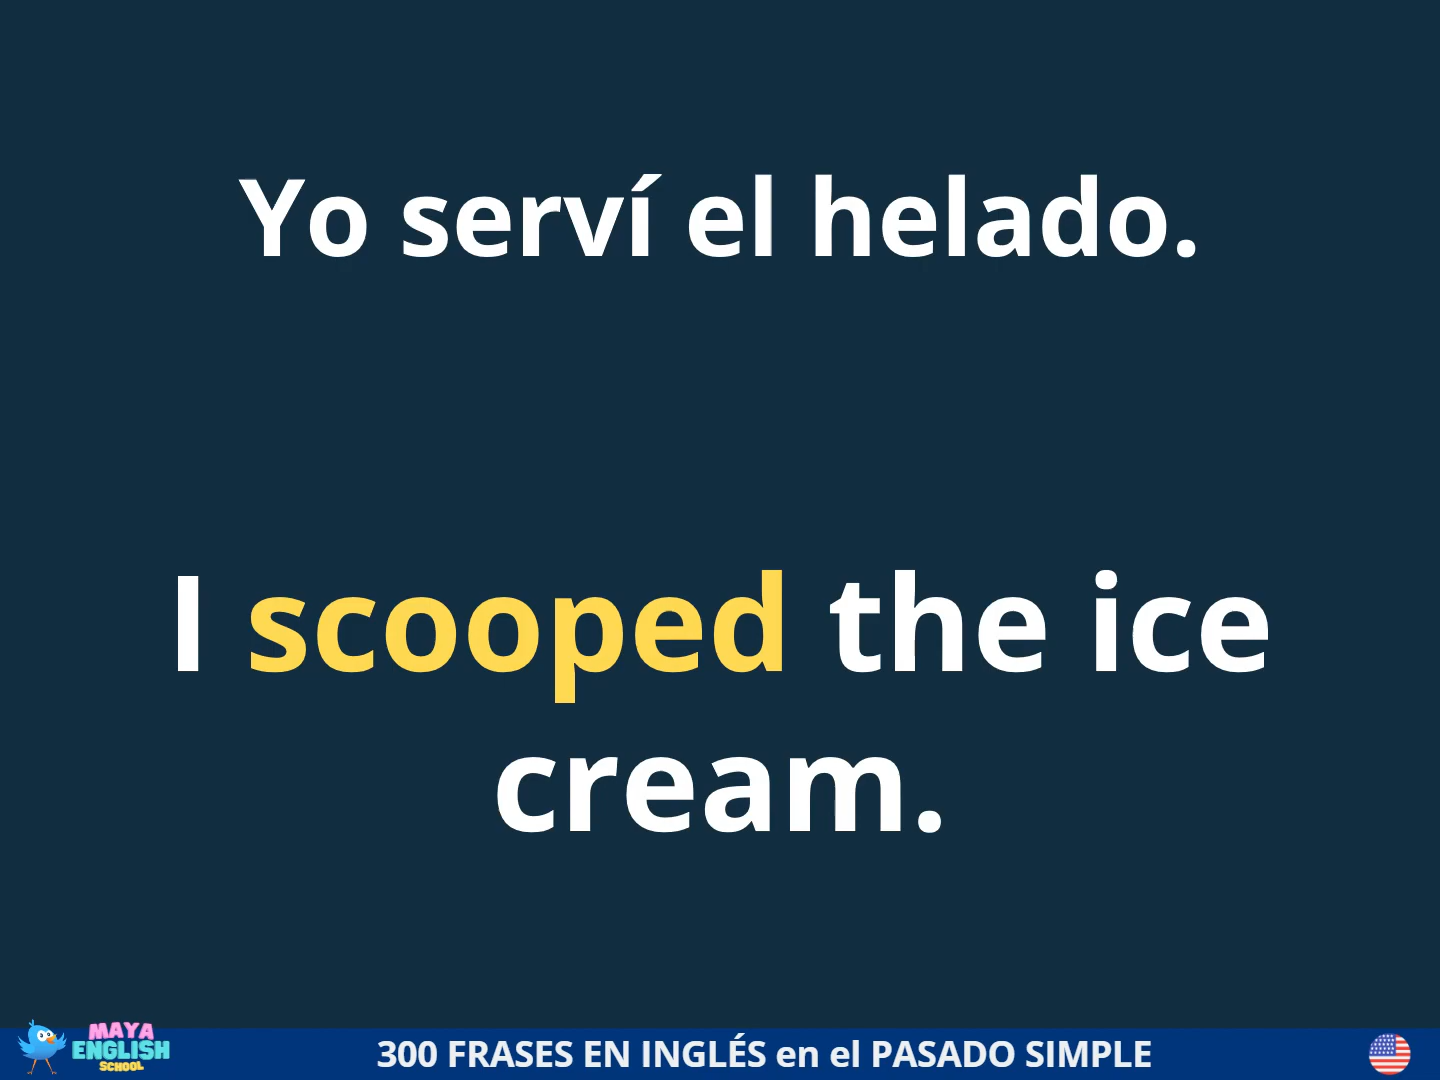 Yo serví el helado.
I scooped the ice
cream.
MAYA
ENGLISH
SCHOOL
300 FRASES EN INGLÉS en el PASADO SIMPLE